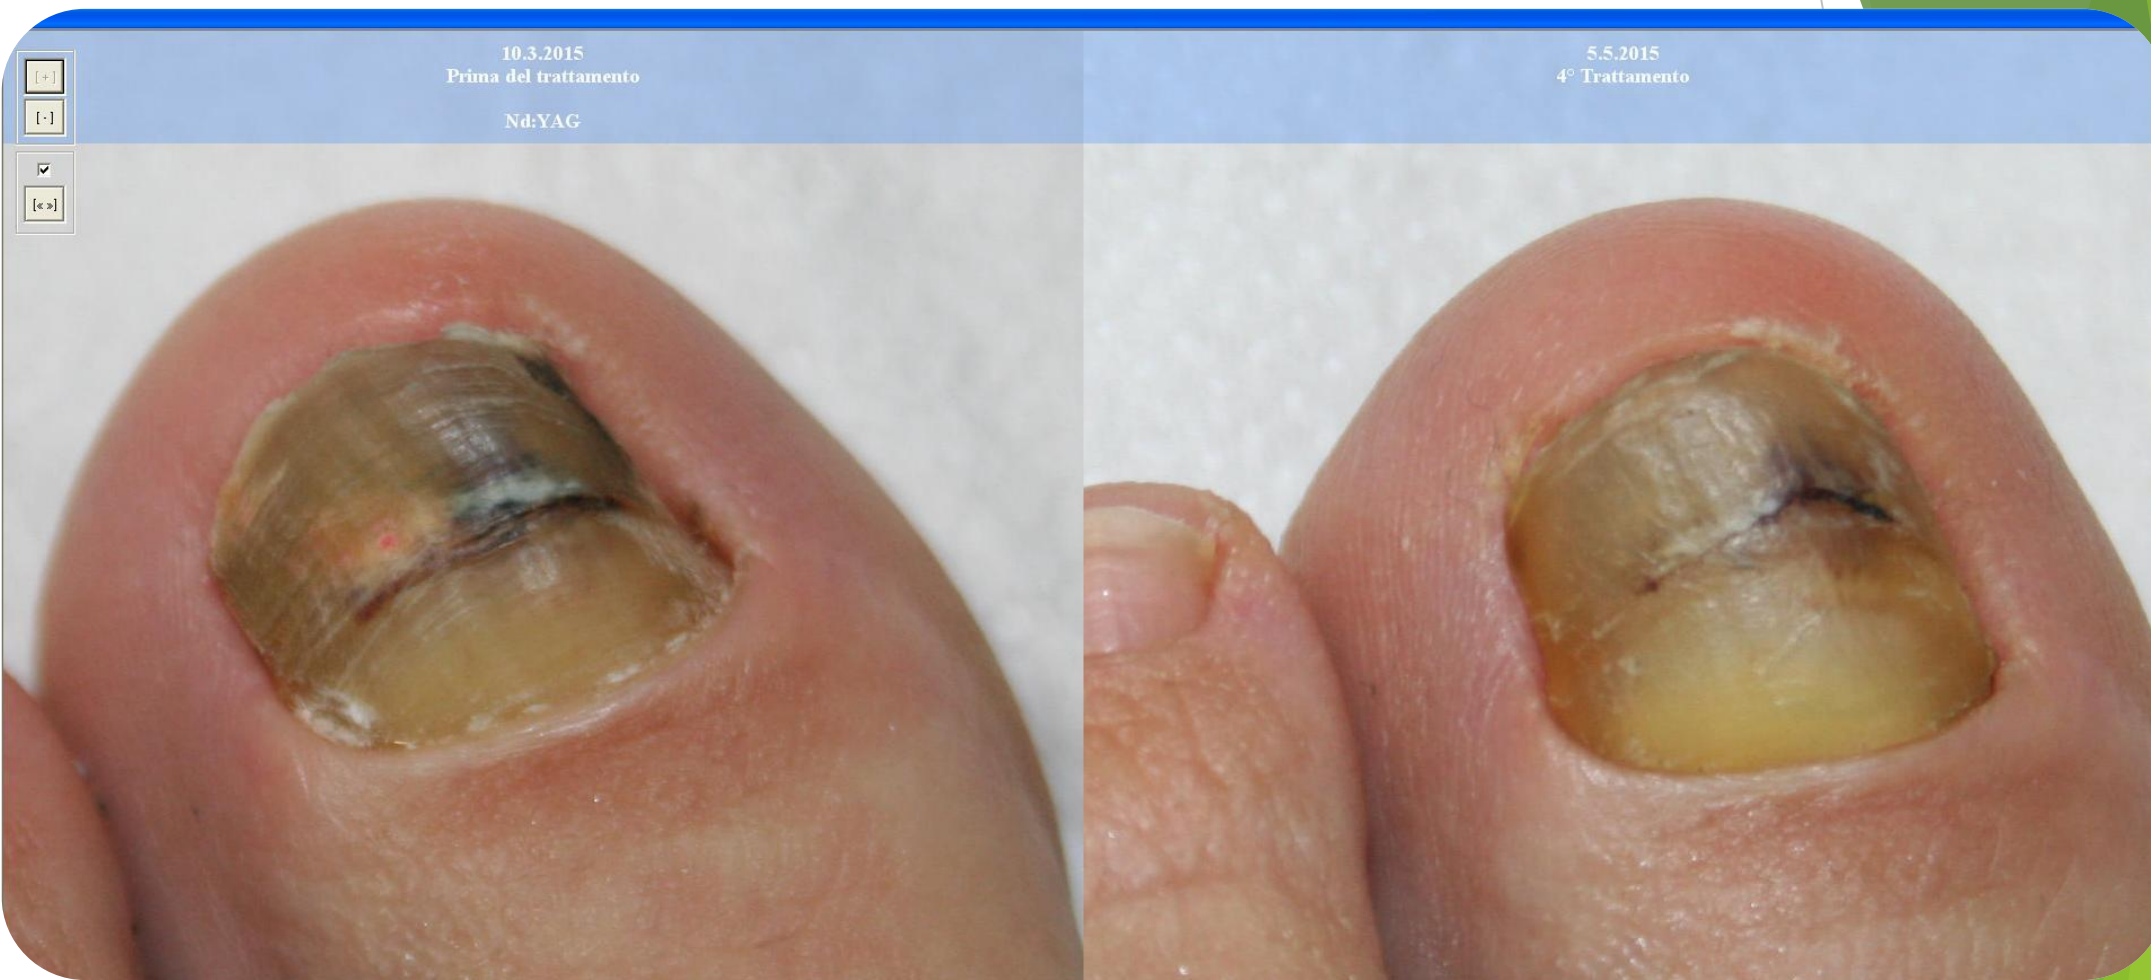 10.3.2015
Prima del trattamento
Nd:YAG
5.5.2015
4° Trattamento
[+]
[-]
[« »]